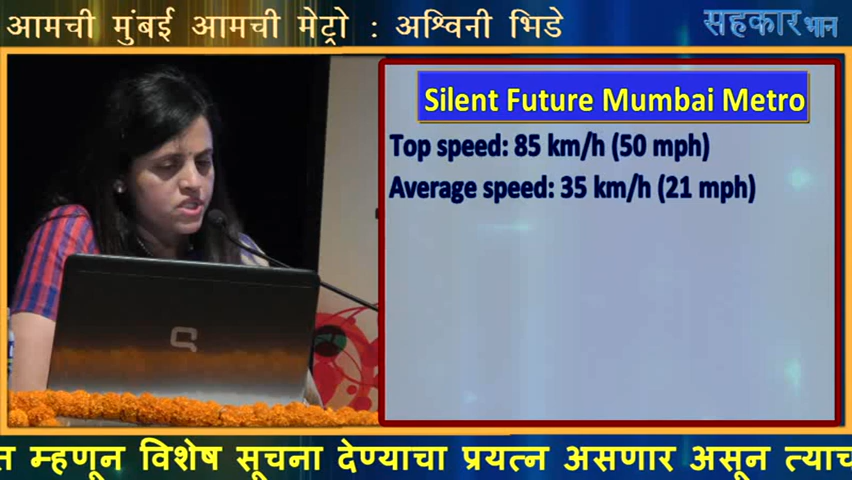 आमची मुंबई आमची मेट्रो : अश्विनी भिडे
सहकार भान
Silent Future Mumbai Metro
Top speed: 85 km/h (50 mph)
Average speed: 35 km/h (21 mph)
म्हणून विशेष सूचना देण्याचा प्रयत्न असणार असून